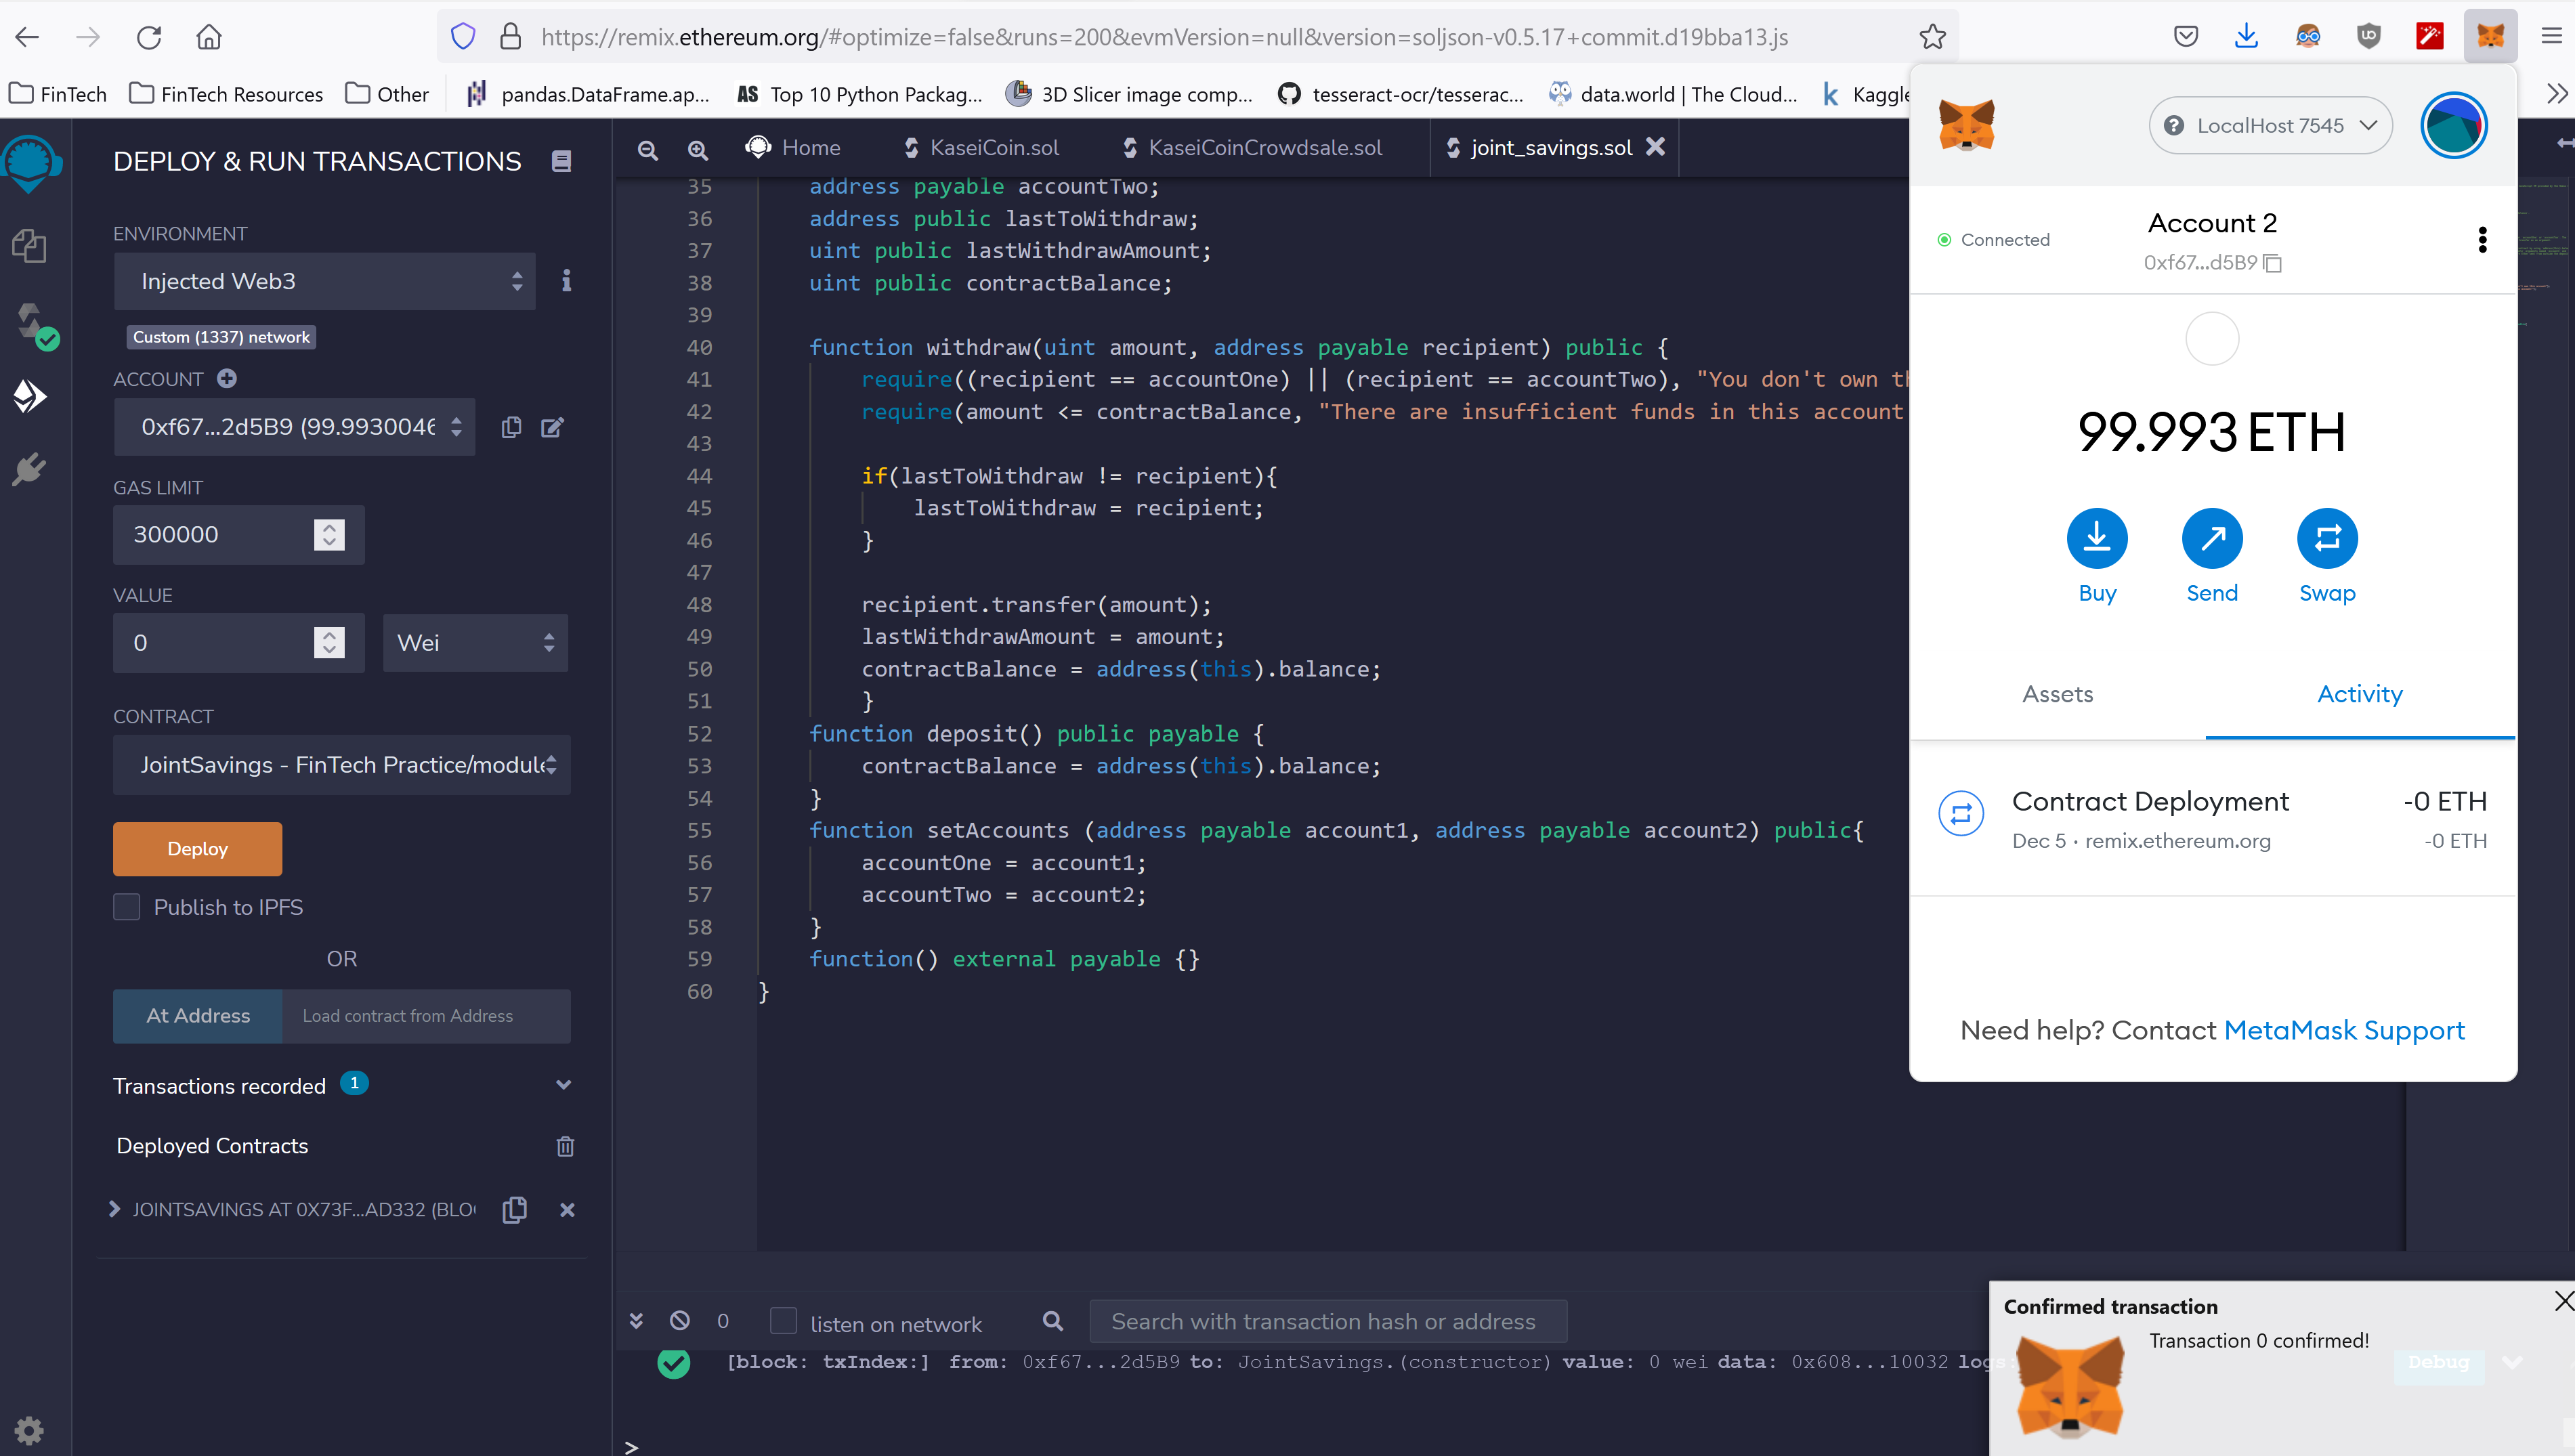 https://remix.ethereum.org/#optimize=false&runs=200&evmVersion=null&version=soljson-v0.5.17+commit.d19bba13.js
FinTech
FinTech Resources
Other
pandas.DataFrame.ap...
AS Top 10 Python Packag...
3D Slicer image comp...
tesseract-ocr/tesserac...
data.world | The Cloud...
k Kaggle
DEPLOY & RUN TRANSACTIONS
ENVIRONMENT
Injected Web3
Custom (1337) network
ACCOUNT
0xf67...2d5B9 (99.9930046
GAS LIMIT
300000
VALUE
0
Wei
CONTRACT
JointSavings - FinTech Practice/module
Deploy
Publish to IPFS
OR
At Address
Load contract from Address
Transactions recorded 1
Deployed Contracts
JOINTSAVINGS AT 0X73F...AD332 (BLO
Home
KaseiCoin.sol
KaseiCoinCrowdsale.sol
joint_savings.sol
35 address payable accountTwo;
36 address public lastToWithdraw;
37 uint public lastWithdrawAmount;
38 uint public contractBalance;
39
40 function withdraw(uint amount, address payable recipient) public {
41 require((recipient == accountOne) || (recipient == accountTwo), "You don't own th
42 require(amount <= contractBalance, "There are insufficient funds in this account
43
44 if(lastToWithdraw != recipient){
45 lastToWithdraw = recipient;
46 }
47
48 recipient.transfer(amount);
49 lastWithdrawAmount = amount;
50 contractBalance = address(this).balance;
51 }
52 function deposit() public payable {
53 contractBalance = address(this).balance;
54 }
55 function setAccounts (address payable account1, address payable account2) public{
56 accountOne = account1;
57 accountTwo = account2;
58 }
59 function() external payable {}
60 }
0
listen on network
Search with transaction hash or address
[block: txIndex:] from: 0xf67...2d5B9 to: JointSavings.(constructor) value: 0 wei data: 0x608...10032 logs:
Debug
>
LocalHost 7545
Connected
Account 2
0xf67...d5B9
99.993 ETH
Buy
Send
Swap
Assets
Activity
Contract Deployment
-0 ETH
Dec 5 · remix.ethereum.org
-0 ETH
Need help? Contact MetaMask Support
Confirmed transaction
Transaction 0 confirmed!